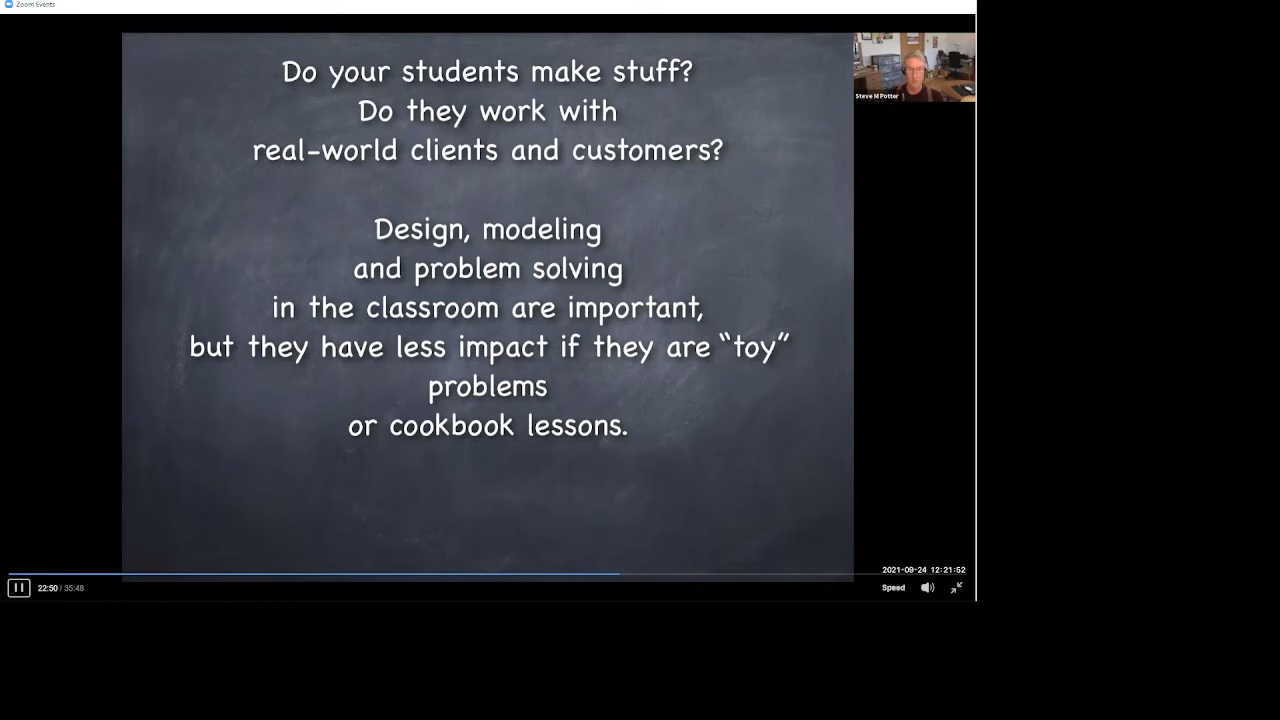 Zoom Events
Do your students make stuff?
Do they work with
real-world clients and customers?
Steve M Potter
Design, modeling
and problem solving
in the classroom are important,
but they have less impact if they are “toy”
problems
or cookbook lessons.
2021-09-24 12:21:52
22:50 / 35:48
Speed